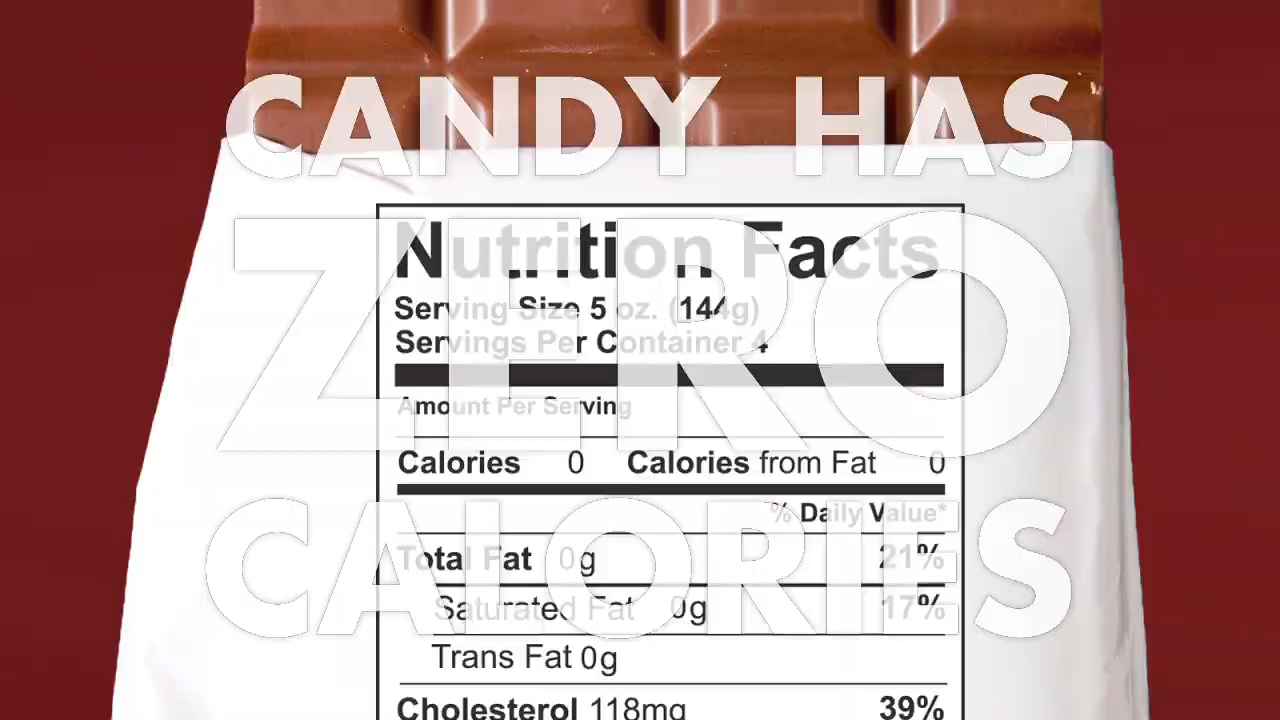 CANDY HAS
ZERO
CALORIES
Nutrition Facts
Serving Size 5 oz. (144g)
Servings Per Container 4
Amount Per Serving
Calories 0 Calories from Fat 0
% Daily Value*
Total Fat 0g 21%
Saturated Fat 0g 17%
Trans Fat 0g
Cholesterol 118mg 39%